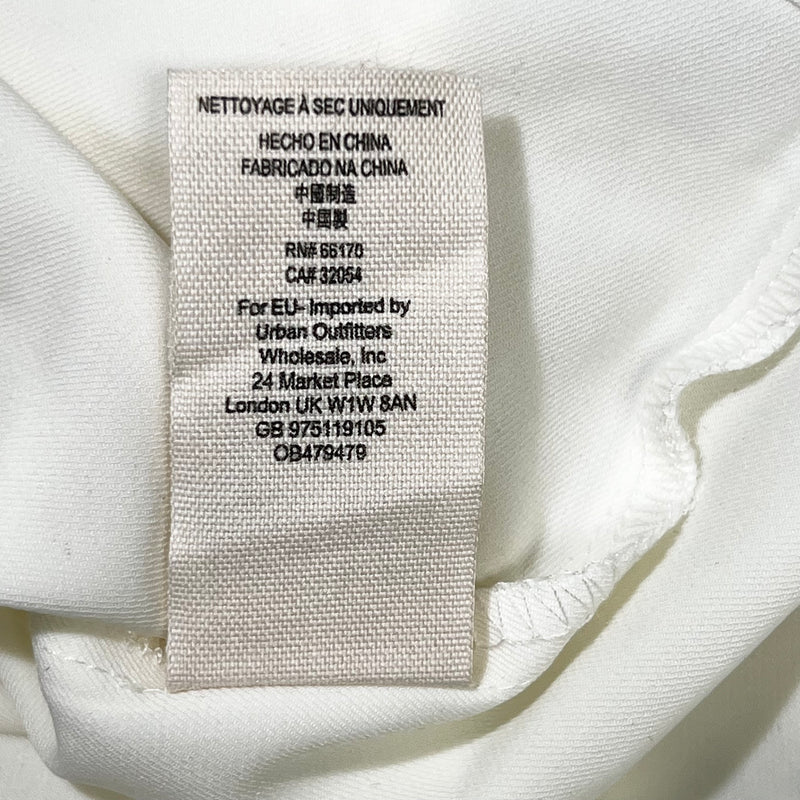 NETTOYAGE À SEC UNIQUEMENT
HECHO EN CHINA
FABRICADO NA CHINA
中國制造
中国製
RN# 66170
CA# 32054
For EU- Imported by
Urban Outfitters
Wholesale, Inc
24 Market Place
London UK W1W 8AN
GB 975119105
OB479479